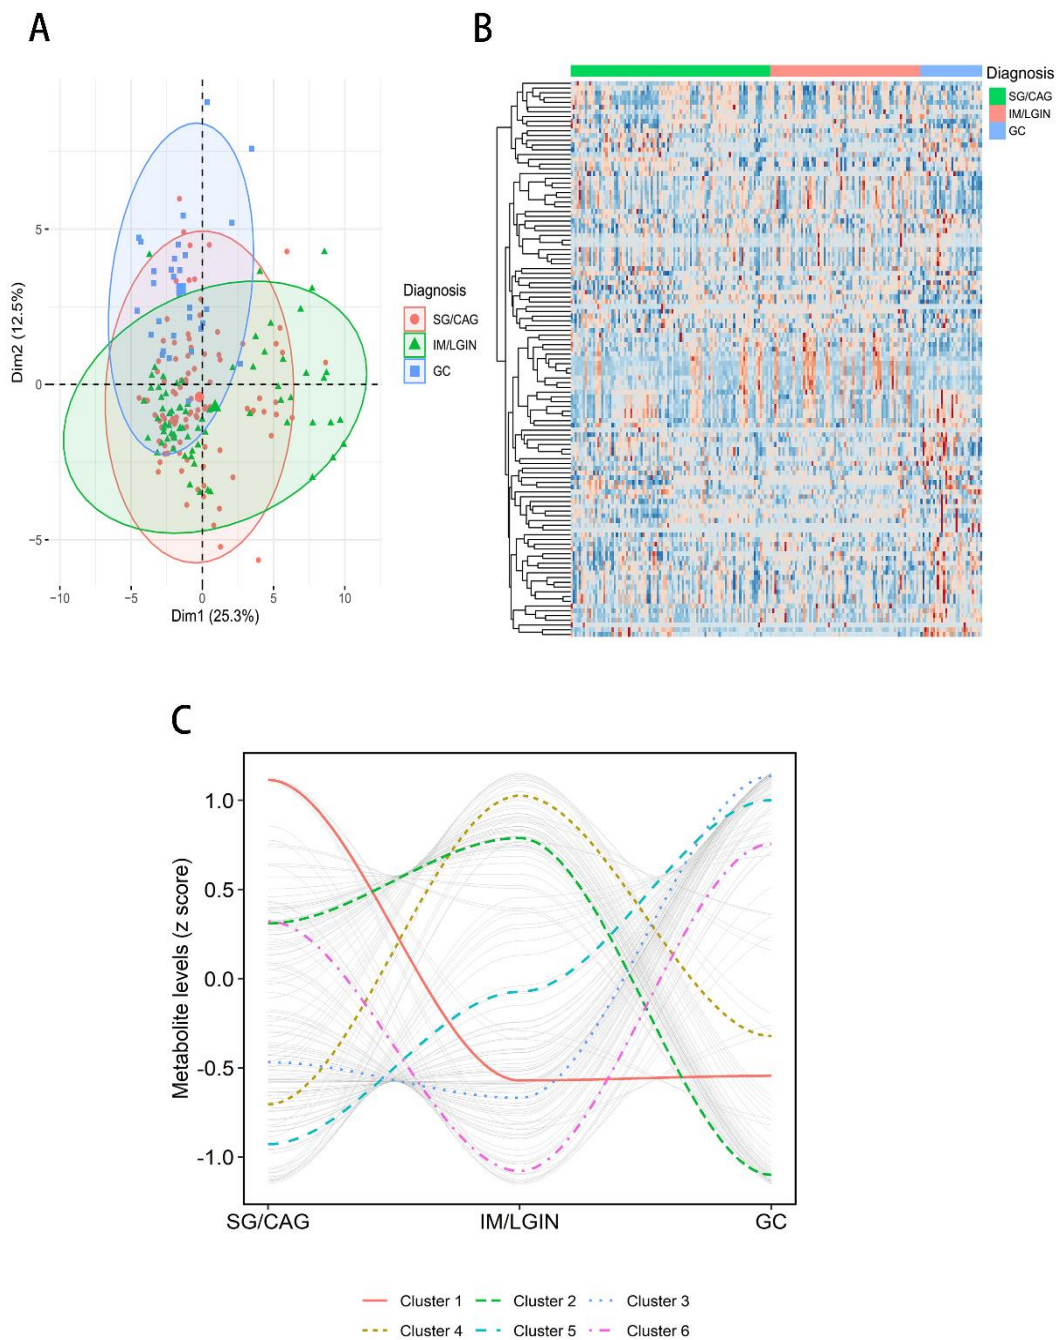 A
B
Diagnosis
SG/CAG
IM/LGIN
GC
5
0
−5
Dim2 (12.5%)
−10
−5
0
5
10
Dim1 (25.3%)
Diagnosis
SG/CAG
IM/LGIN
GC
C
1.0
0.5
0.0
-0.5
-1.0
Metabolite levels (z score)
SG/CAG
IM/LGIN
GC
Cluster 1 Cluster 2 Cluster 3
Cluster 4 Cluster 5 Cluster 6